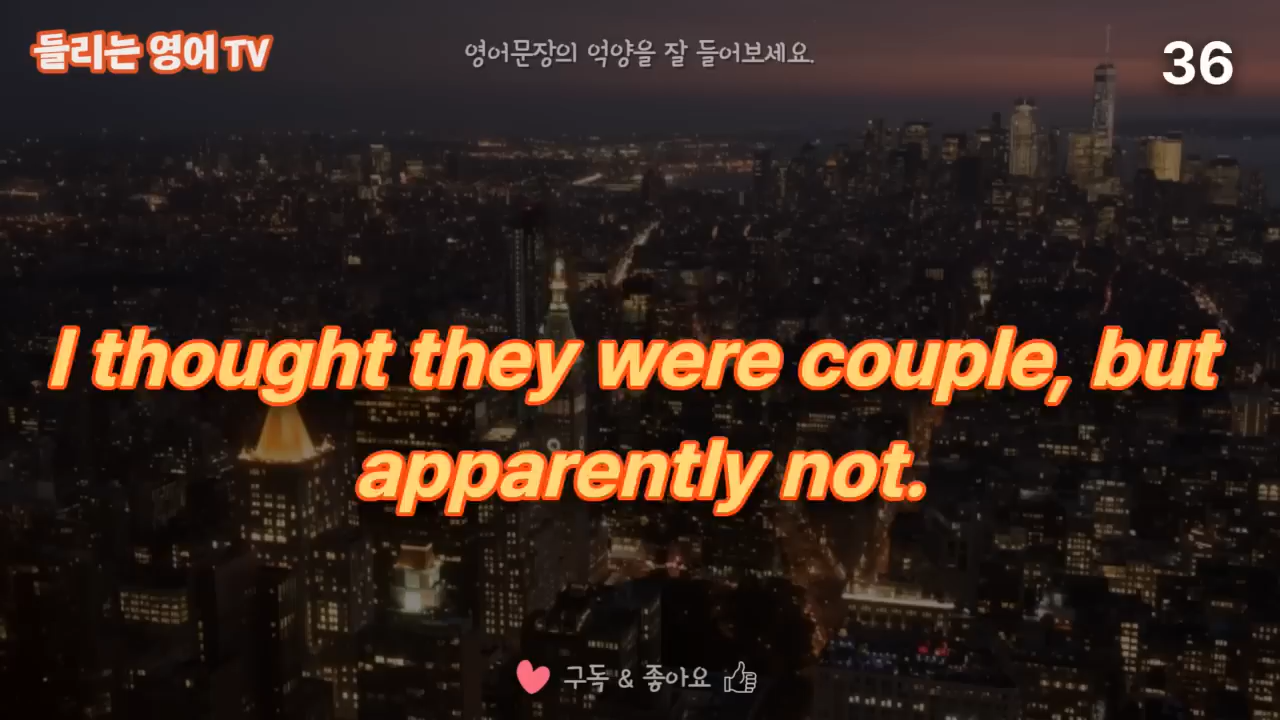 들리는 영어 TV
영어문장의 억양을 잘 들어보세요.
36
I thought they were couple, but
apparently not.
구독 & 좋아요